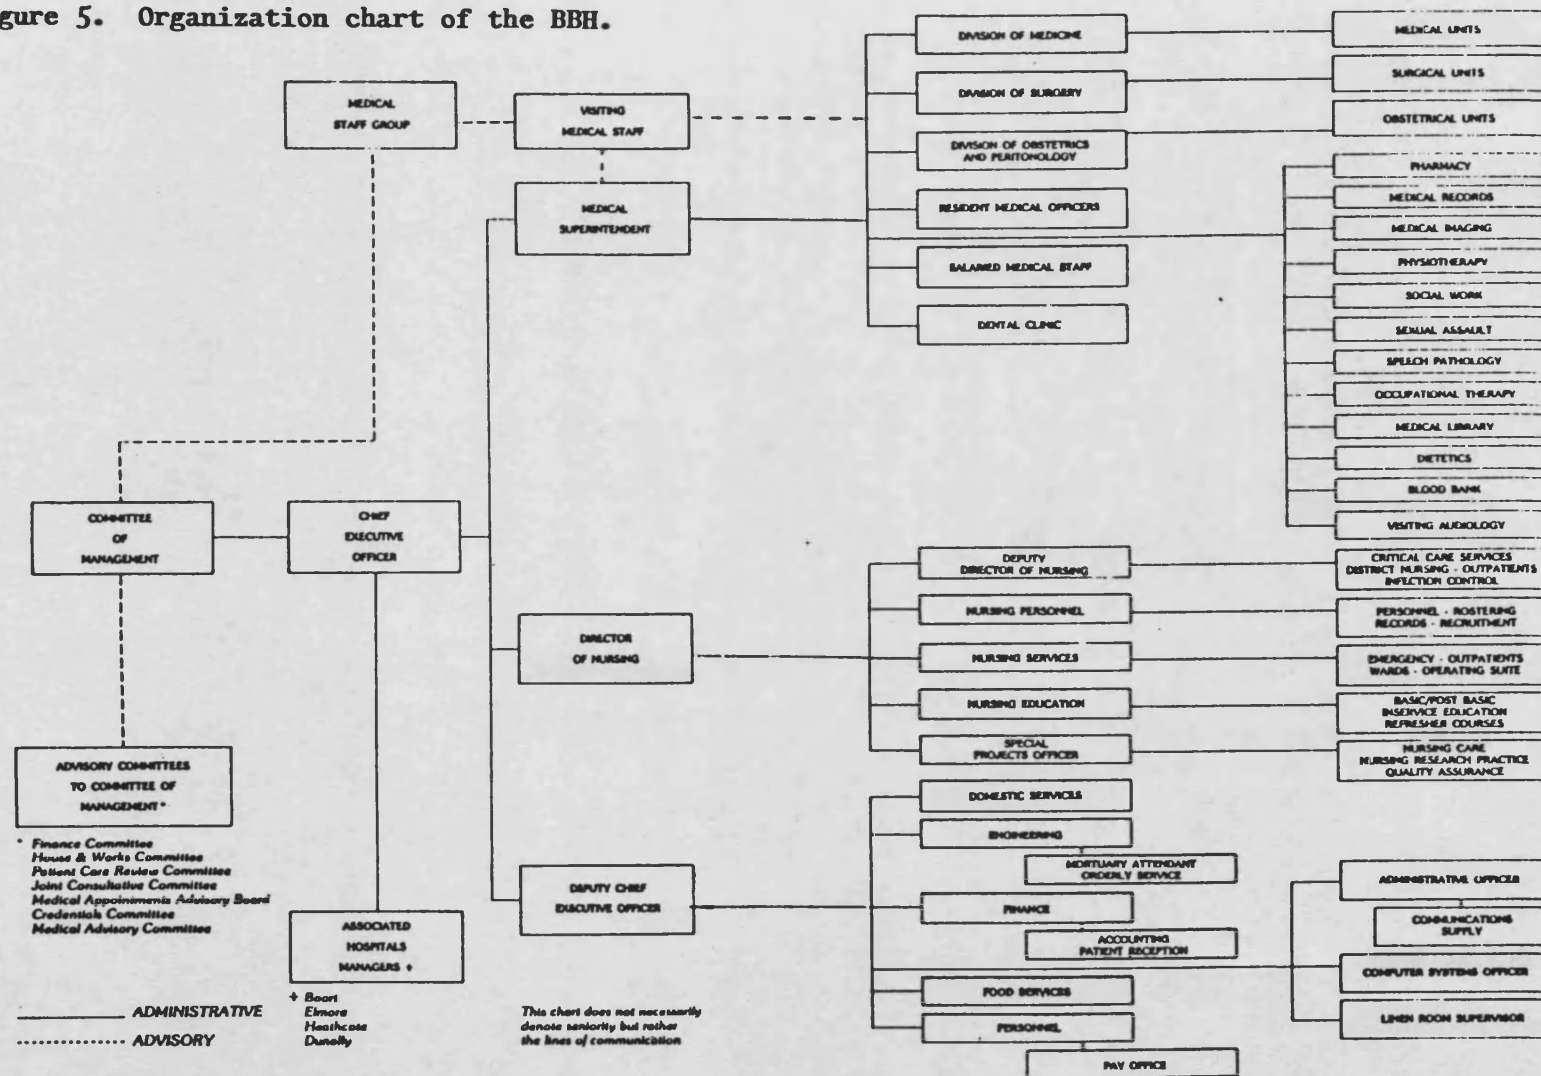 gure 5. Organization chart of the BBH.
MEDICAL
STAFF GROUP
VISITING
MEDICAL STAFF
MEDICAL
SUPERINTENDENT
DIVISION OF MEDICINE
DIVISION OF SURGERY
DIVISION OF OBSTETRICS
AND PERITONOLOGY
RESIDENT MEDICAL OFFICERS
SALARIED MEDICAL STAFF
DENTAL CLINIC
MEDICAL UNITS
SURGICAL UNITS
OBSTETRICAL UNITS
PHARMACY
MEDICAL RECORDS
MEDICAL IMAGING
PHYSIOTHERAPY
SOCIAL WORK
SEXUAL ASSAULT
SPEECH PATHOLOGY
OCCUPATIONAL THERAPY
MEDICAL LIBRARY
DIETETICS
BLOOD BANK
VISITING AUDIOLOGY
COMMITTEE
OF
MANAGEMENT
CHIEF
EXECUTIVE
OFFICER
DIRECTOR
OF NURSING
DEPUTY
DIRECTOR OF NURSING
NURSING PERSONNEL
NURSING SERVICES
NURSING EDUCATION
SPECIAL
PROJECTS OFFICER
CRITICAL CARE SERVICES
DISTRICT NURSING - OUTPATIENTS
INFECTION CONTROL
PERSONNEL - ROSTERING
RECORDS - RECRUITMENT
EMERGENCY - OUTPATIENTS
WARDS - OPERATING SUITE
BASIC/POST BASIC
INSERVICE EDUCATION
REFRESHER COURSES
NURSING CARE
NURSING RESEARCH PRACTICE
QUALITY ASSURANCE
ADVISORY COMMITTEES
TO COMMITTEE OF
MANAGEMENT *
* Finance Committee
House & Works Committee
Patient Care Review Committee
Joint Consultative Committee
Medical Appointments Advisory Board
Credentials Committee
Medical Advisory Committee
ASSOCIATED
HOSPITALS
MANAGERS +
+ Boort
Elmore
Heathcote
Dunolly
DEPUTY CHIEF
EXECUTIVE OFFICER
DOMESTIC SERVICES
ENGINEERING
MORTUARY ATTENDANT
ORDERLY SERVICE
FINANCE
ACCOUNTING
PATIENT RECEPTION
FOOD SERVICES
PERSONNEL
PAY OFFICE
ADMINISTRATIVE OFFICER
COMMUNICATIONS
SUPPLY
COMPUTER SYSTEMS OFFICER
LINEN ROOM SUPERVISOR
ADMINISTRATIVE
ADVISORY
This chart does not necessarily
denote seniority but rather
the lines of communication